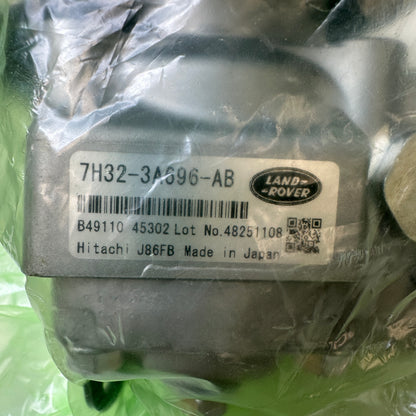 7H32-3A696-AB
LAND-
-ROVER
B49110 45302 Lot No.48251108
Hitachi J86FB Made in Japan